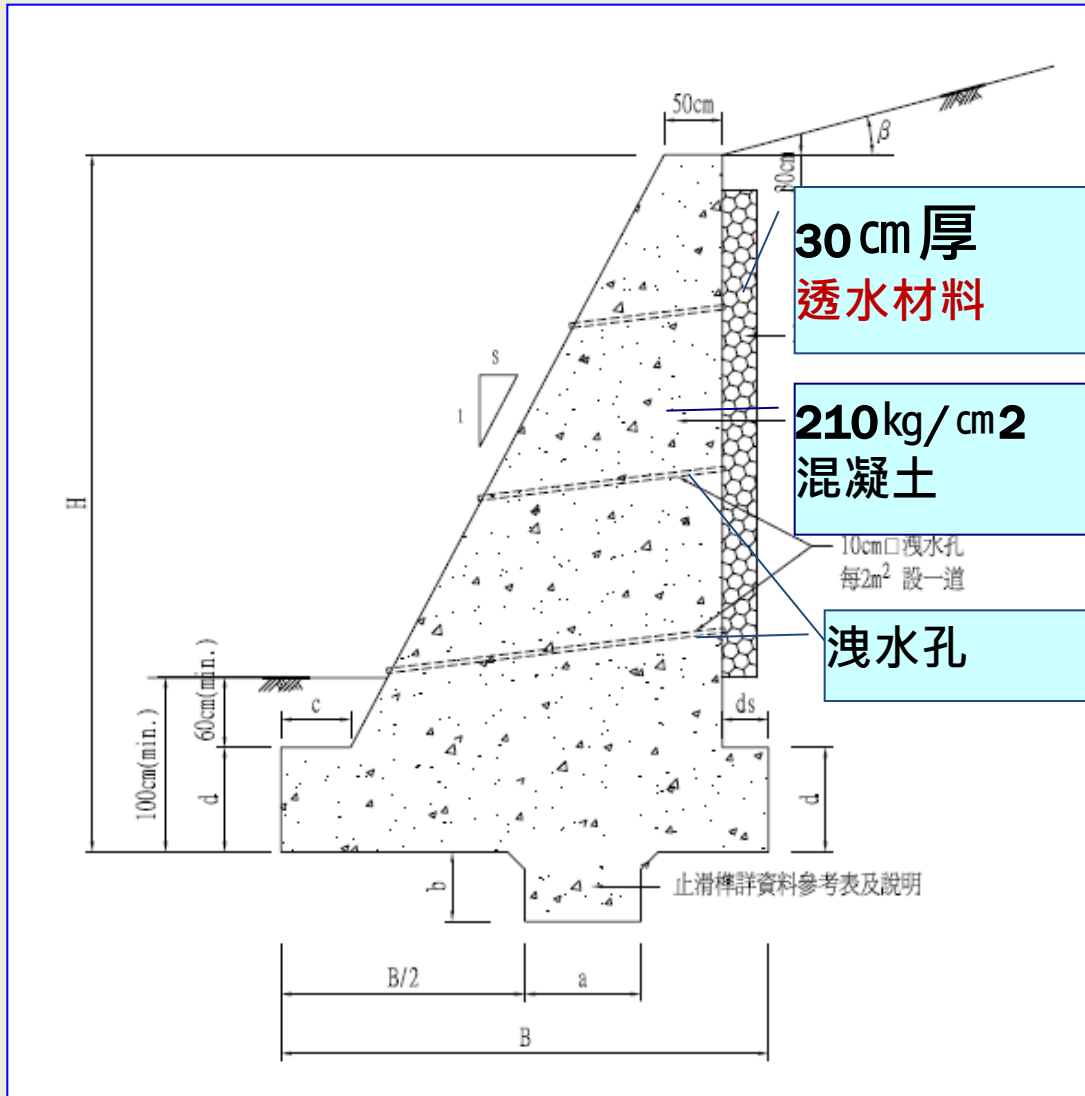 50cm
β
30cm
30㎝厚
透水材料
s
1
210kg/㎝2
混凝土
H
10cm□洩水孔
每2m² 設一道
洩水孔
60cm(min.)
c
ds
100cm(min.)
d
d
b
止滑榫詳資料參考表及說明
B/2
a
B